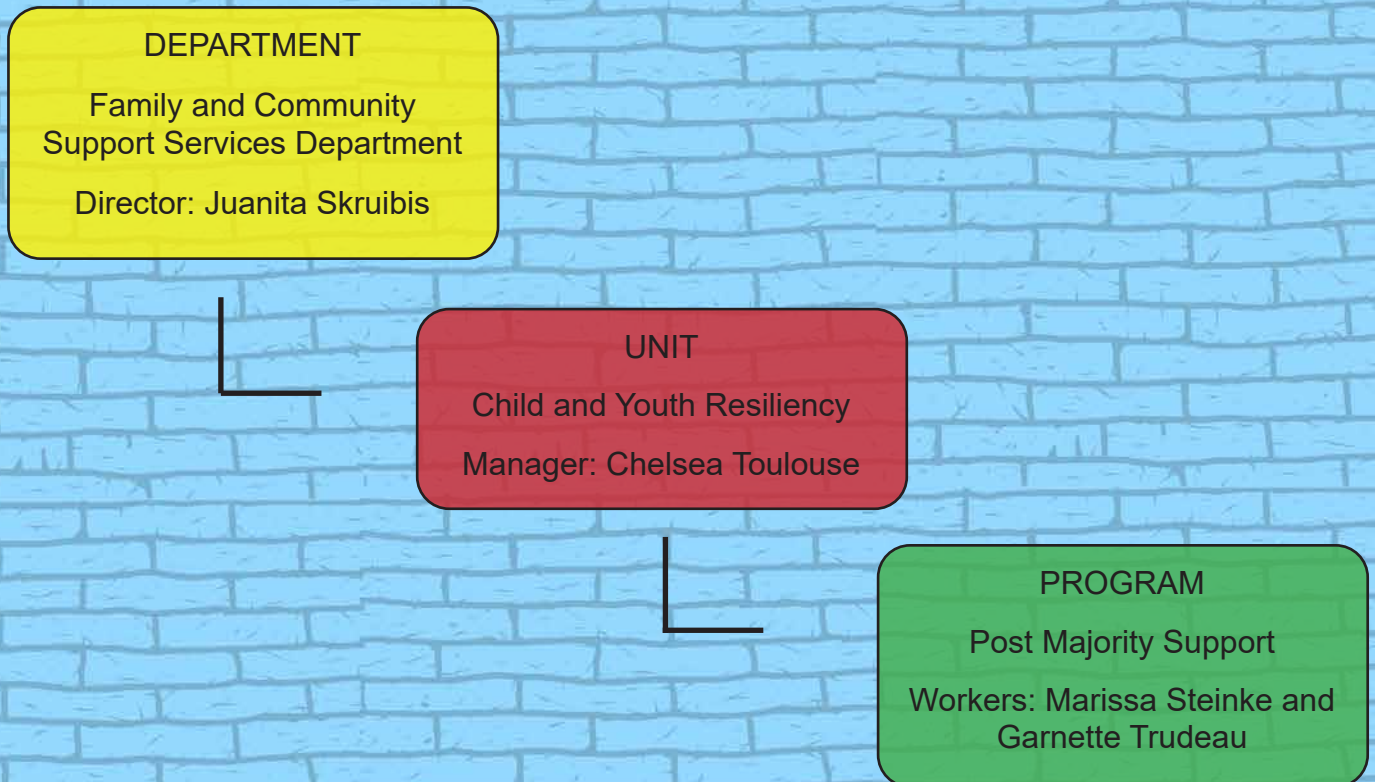 DEPARTMENT
Family and Community
Support Services Department
Director: Juanita Skruibis
UNIT
Child and Youth Resiliency
Manager: Chelsea Toulouse
PROGRAM
Post Majority Support
Workers: Marissa Steinke and
Garnette Trudeau